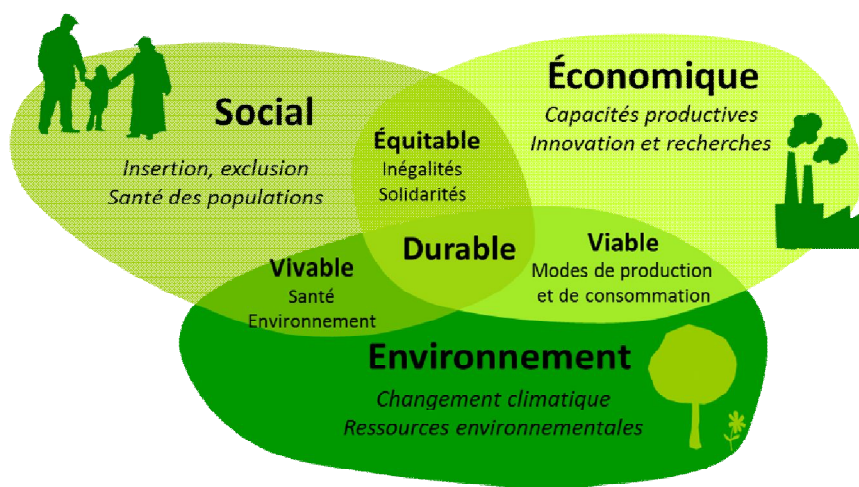 Social
Insertion, exclusion
Santé des populations
Économique
Capacités productives
Innovation et recherches
Équitable
Inégalités
Solidarités
Durable
Vivable
Santé
Environnement
Viable
Modes de production
et de consommation
Environnement
Changement climatique
Ressources environnementales